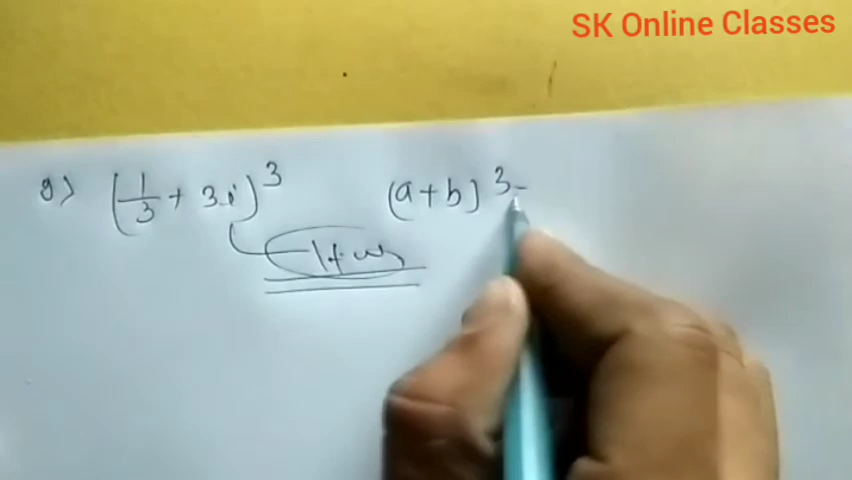 SK Online Classes
9) (1/3 + 3i)^3 (a+b)^3 =
H.W